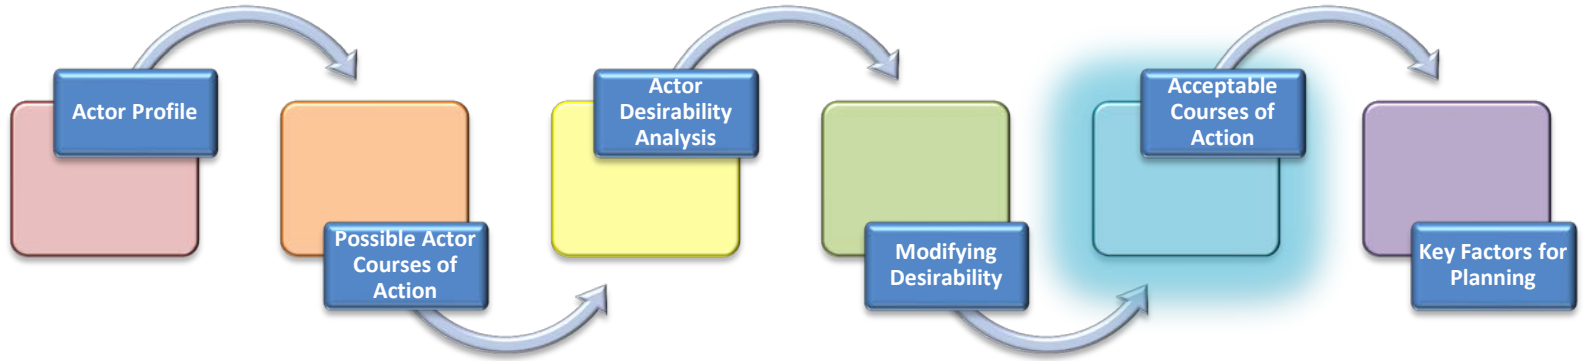 Actor Profile
Possible Actor
Courses of
Action
Actor
Desirability
Analysis
Modifying
Desirability
Acceptable
Courses of
Action
Key Factors for
Planning